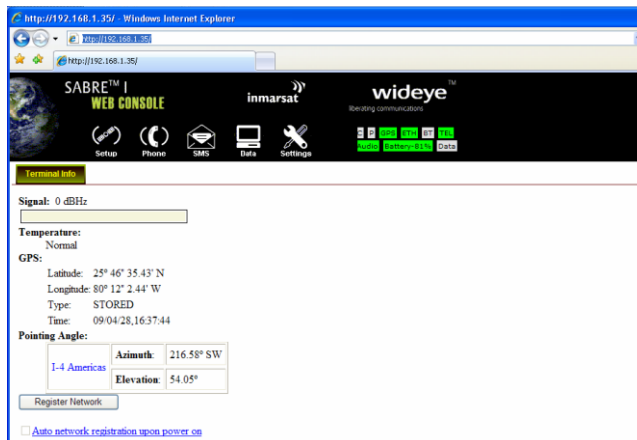 http://192.168.1.35/ - Windows Internet Explorer
http://192.168.1.35/
http://192.168.1.35/
SABRE™ I
WEB CONSOLE
inmarsat
wideye™
liberating communications
Setup Phone SMS Data Settings
C P GPS ETH BT TEL
Audio Battery-81% Data
Terminal Info
Signal: 0 dBHz
Temperature:
Normal
GPS:
Latitude: 25° 46" 35.43' N
Longitude: 80° 12" 2.44' W
Type: STORED
Time: 09/04/28,16:37:44
Pointing Angle:
I-4 Americas
Azimuth: 216.58° SW
Elevation: 54.05°
Register Network
Auto network registration upon power on